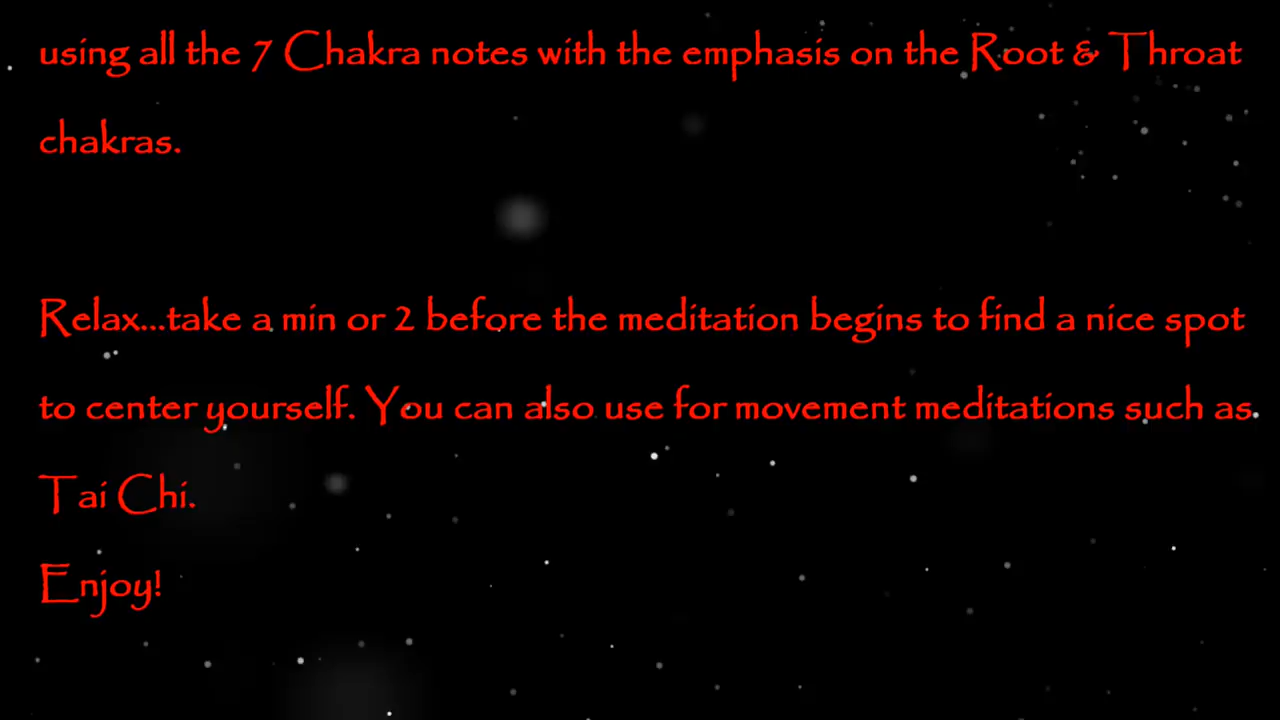 using all the 7 Chakra notes with the emphasis on the Root & Throat
chakras.
Relax...take a min or 2 before the meditation begins to find a nice spot
to center yourself. You can also use for movement meditations such as
Tai Chi.
Enjoy!